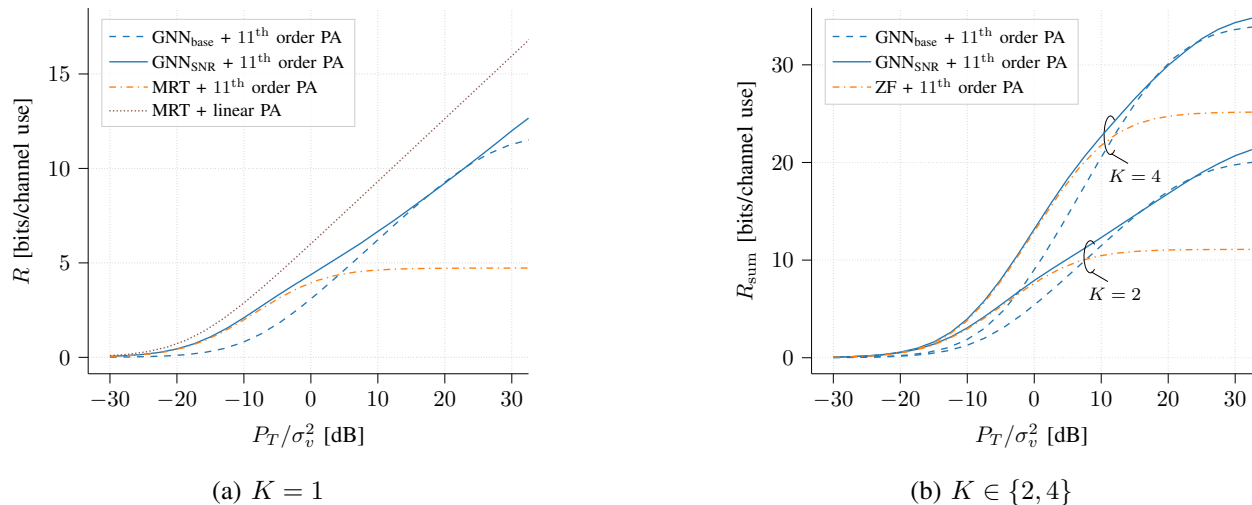 GNN_base + 11^th order PA
GNN_SNR + 11^th order PA
MRT + 11^th order PA
MRT + linear PA
15
10
5
0
R [bits/channel use]
−30 −20 −10 0 10 20 30
P_T/σ_v^2 [dB]
(a) K = 1
GNN_base + 11^th order PA
GNN_SNR + 11^th order PA
ZF + 11^th order PA
30
20
10
0
R_sum [bits/channel use]
K = 4
K = 2
−30 −20 −10 0 10 20 30
P_T/σ_v^2 [dB]
(b) K ∈ {2, 4}